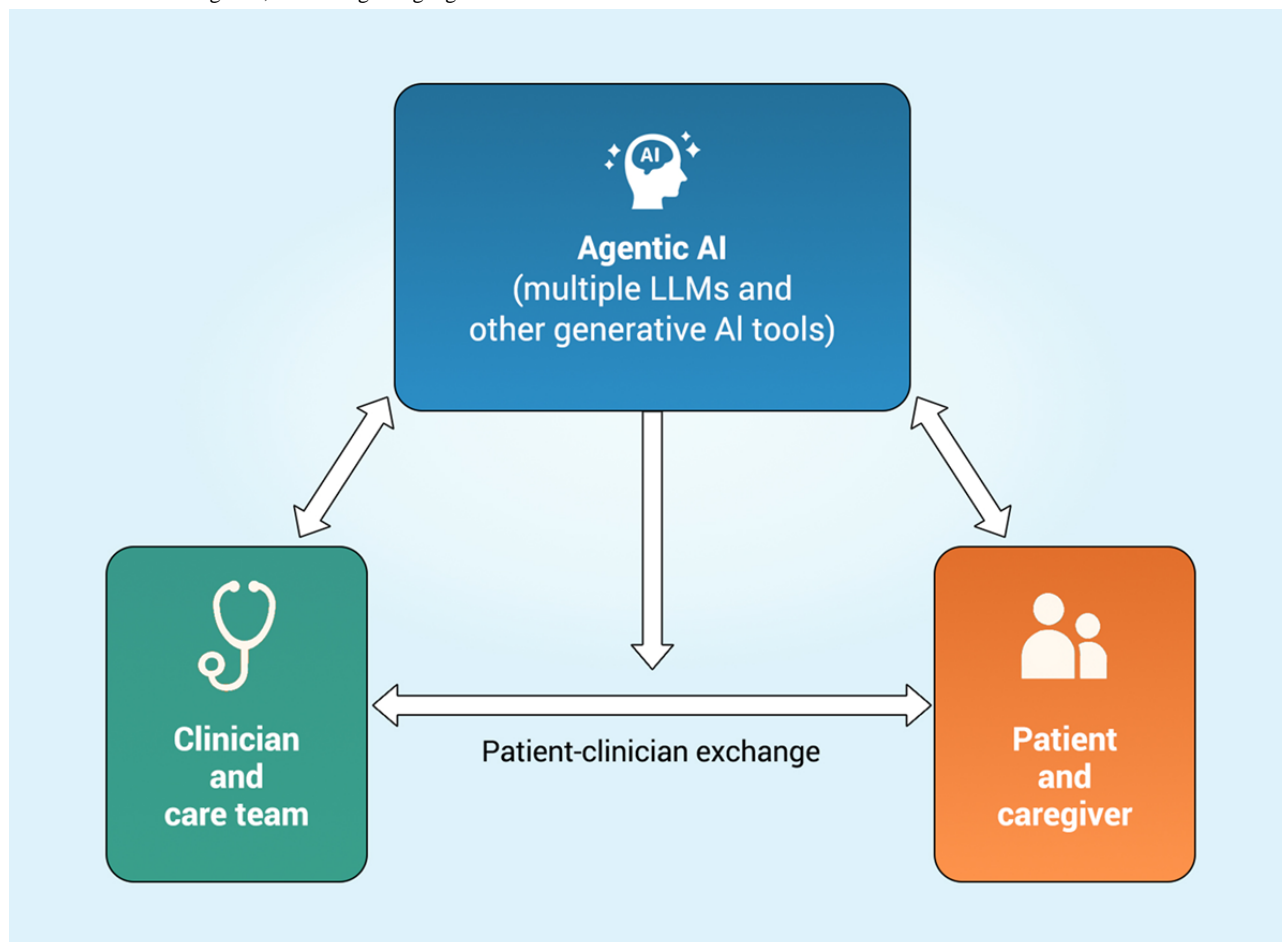 AI
Agentic AI
(multiple LLMs and
other generative AI tools)
Patient-clinician exchange
Clinician
and
care team
Patient
and
caregiver